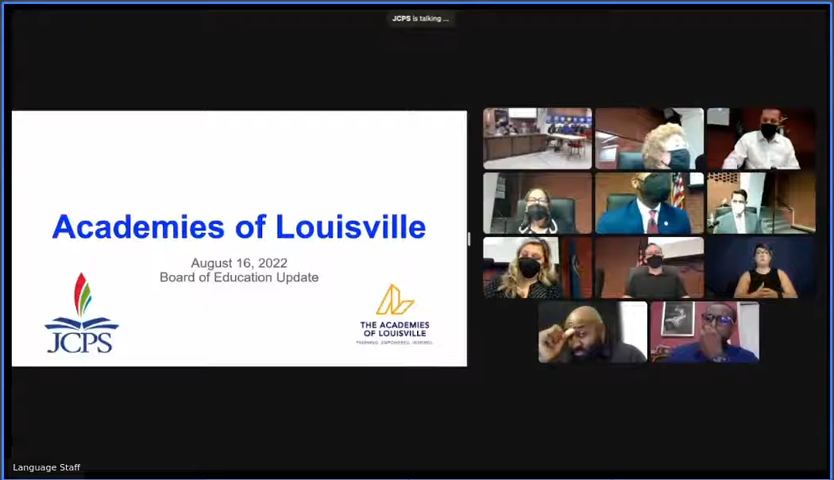 JCPS is talking ...
Academies of Louisville
August 16, 2022
Board of Education Update
JCPS
THE ACADEMIES
OF LOUISVILLE
Language Staff